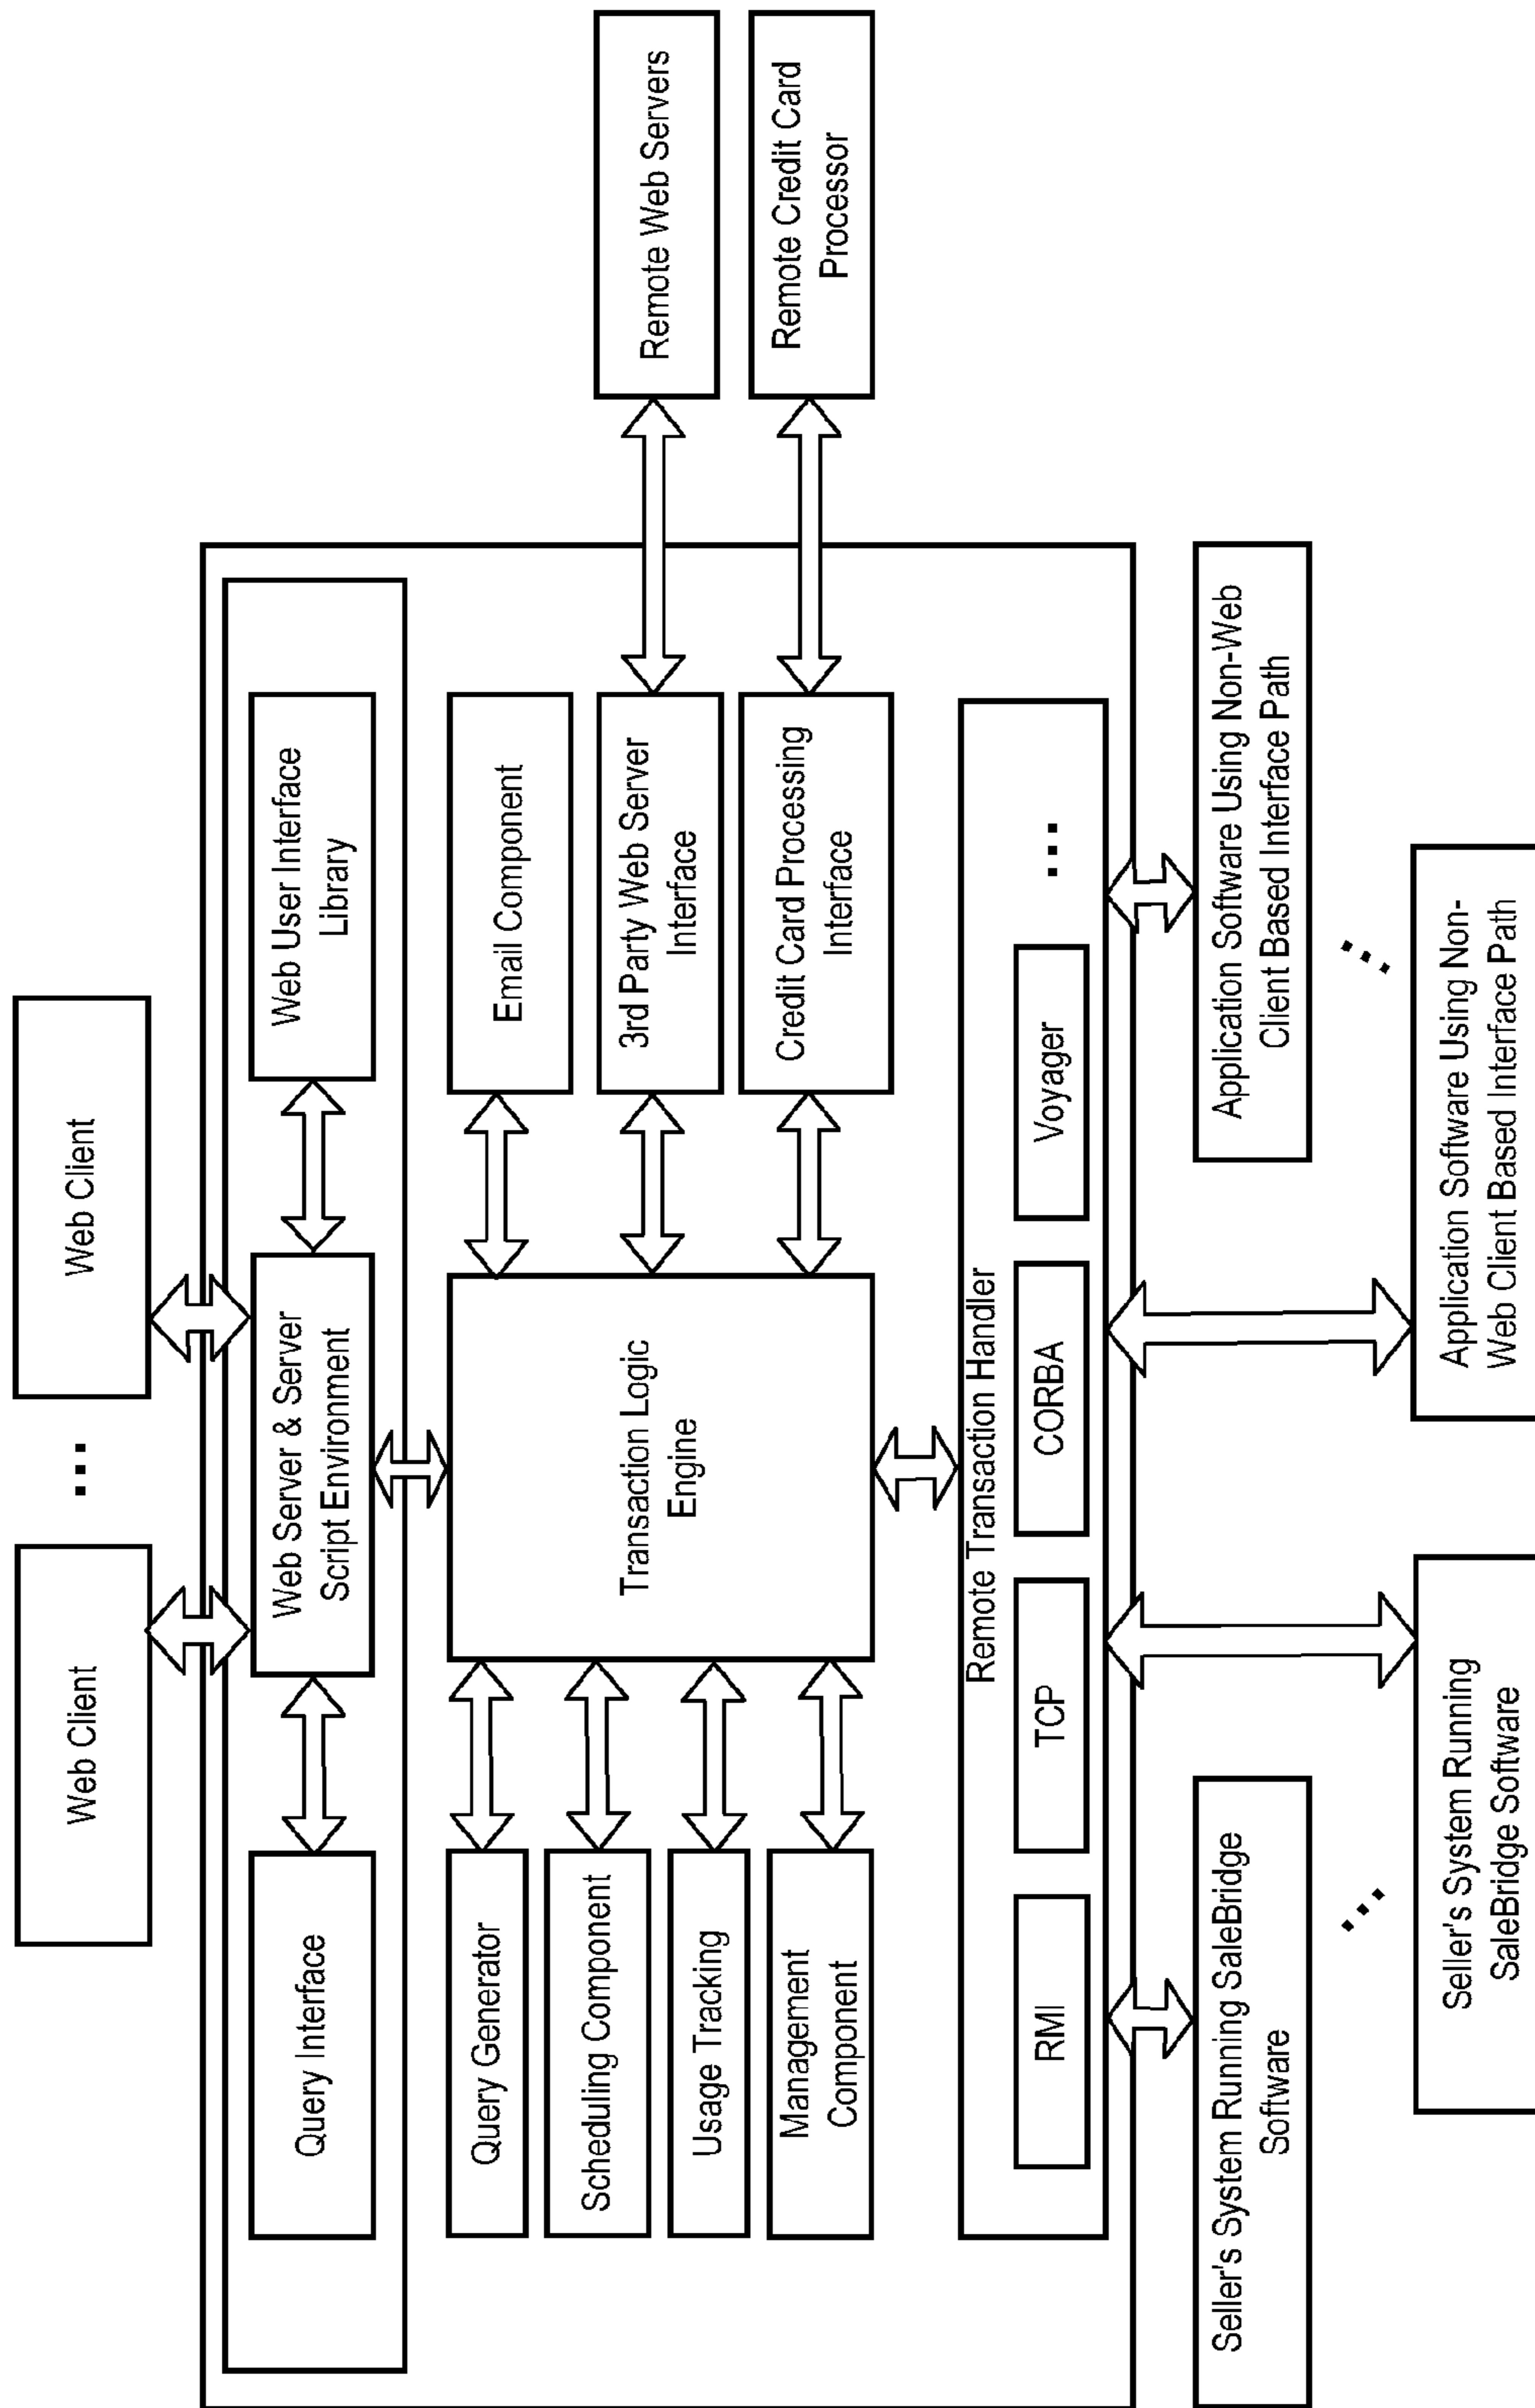 Web Client
...
Web Client
Query Interface
Web Server & Server
Script Environment
Web User Interface
Library
Query Generator
Scheduling Component
Usage Tracking
Management
Component
Transaction Logic
Engine
Email Component
3rd Party Web Server
Interface
Credit Card Processing
Interface
Remote Web Servers
Remote Credit Card
Processor
Remote Transaction Handler
RMI
TCP
CORBA
Voyager
...
Seller's System Running SaleBridge
Software
...
Seller's System Running
SaleBridge Software
Application Software Using Non-Web
Client Based Interface Path
...
Application Software Using Non-
Web Client Based Interface Path